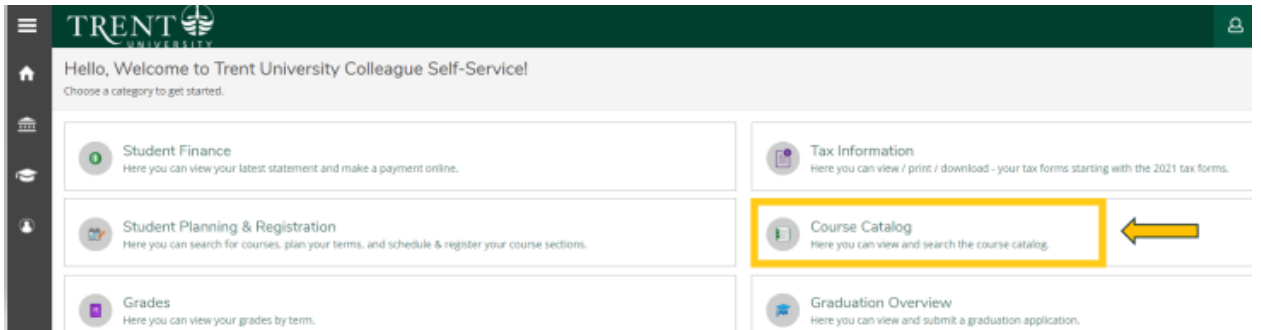 TRENT
UNIVERSITY
Hello, Welcome to Trent University Colleague Self-Service!
Choose a category to get started.
Student Finance
Here you can view your latest statement and make a payment online.
Tax Information
Here you can view / print / download - your tax forms starting with the 2021 tax forms.
Student Planning & Registration
Here you can search for courses, plan your terms, and schedule & register your course sections.
Course Catalog
Here you can view and search the course catalog.
Grades
Here you can view your grades by term.
Graduation Overview
Here you can view and submit a graduation application.